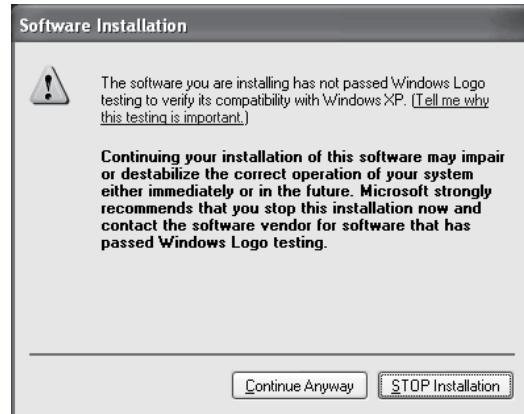 Software Installation
The software you are installing has not passed Windows Logo
testing to verify its compatibility with Windows XP. (Tell me why
this testing is important.)
Continuing your installation of this software may impair
or destabilize the correct operation of your system
either immediately or in the future. Microsoft strongly
recommends that you stop this installation now and
contact the software vendor for software that has
passed Windows Logo testing.
Continue Anyway
STOP Installation